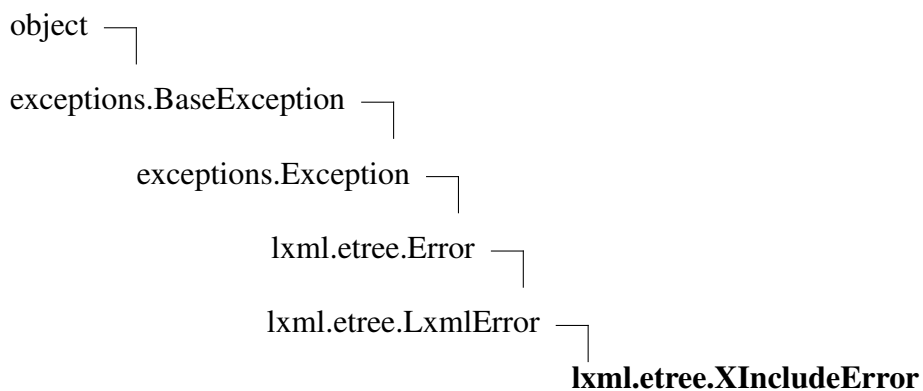 object
exceptions.BaseException
exceptions.Exception
lxml.etree.Error
lxml.etree.LxmlError
lxml.etree.XIncludeError